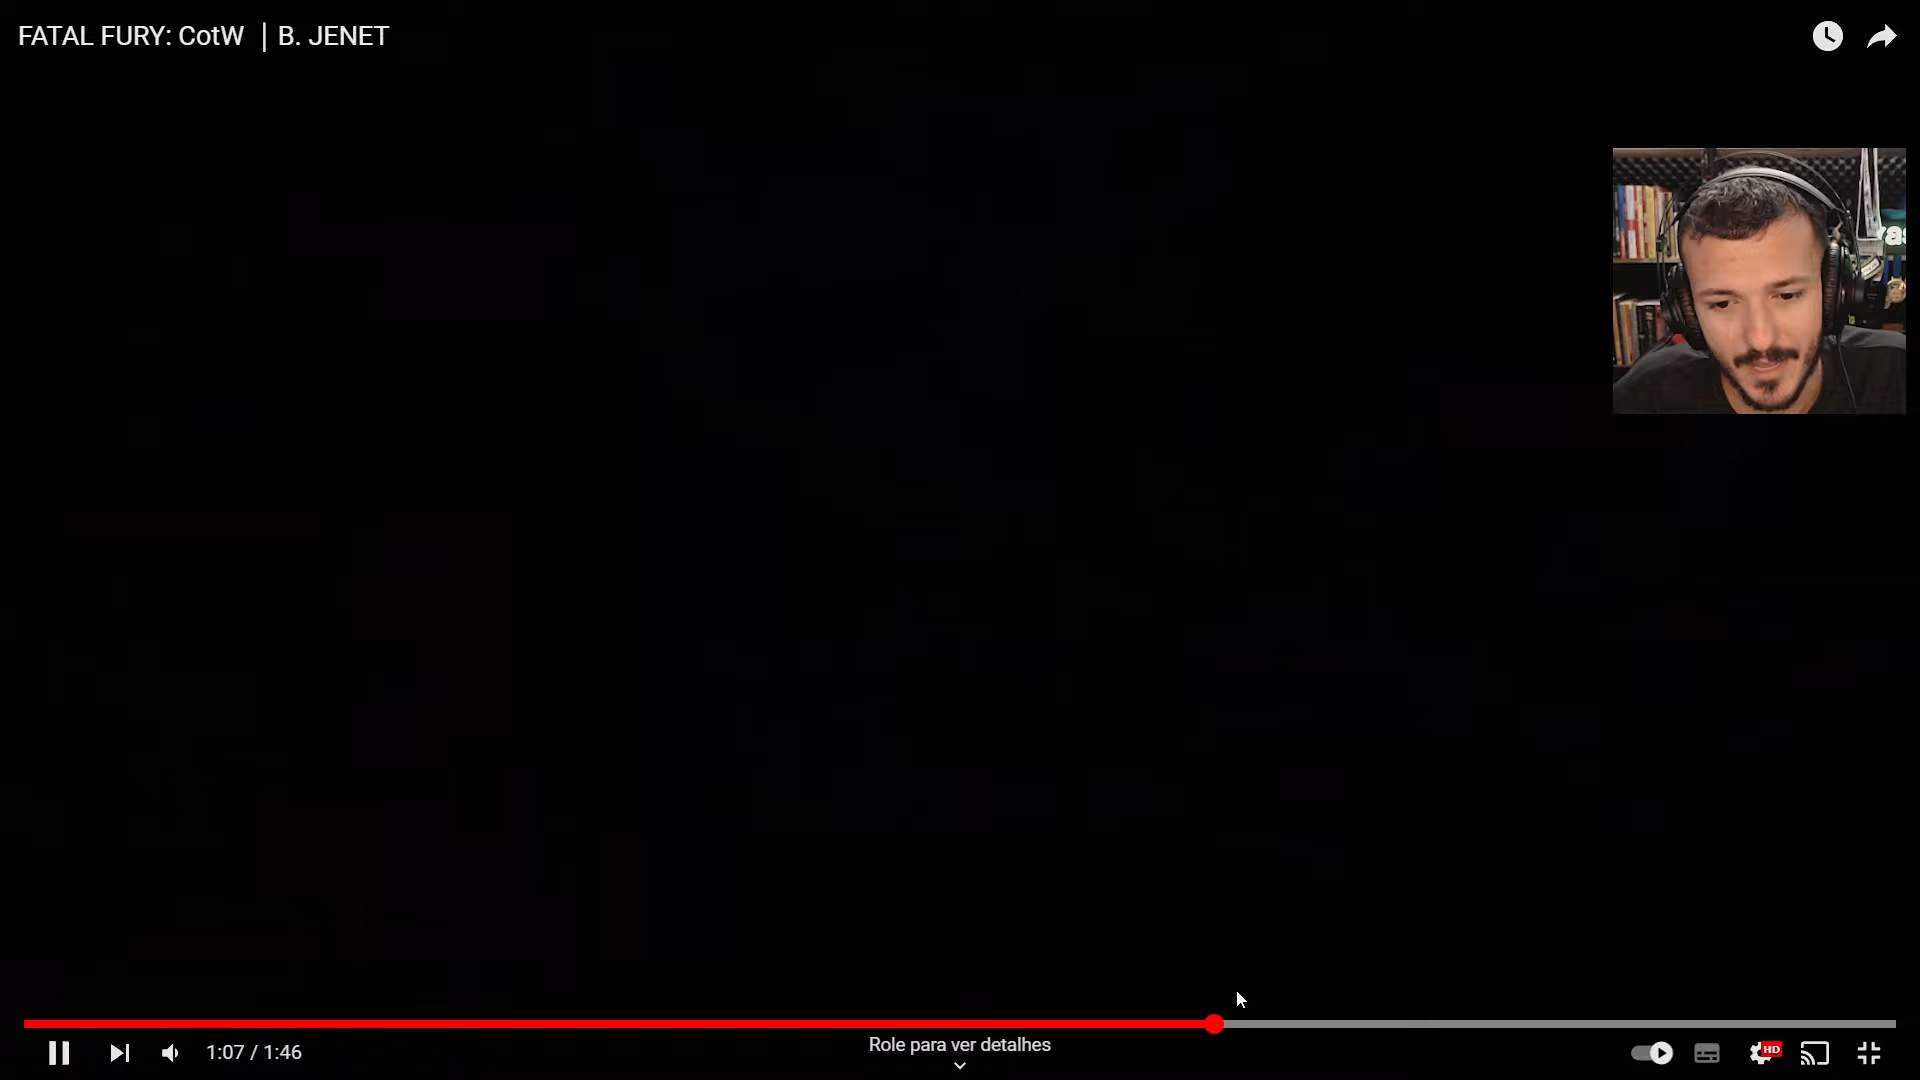 FATAL FURY: CotW | B. JENET
1:07 / 1:46
Role para ver detalhes
HD